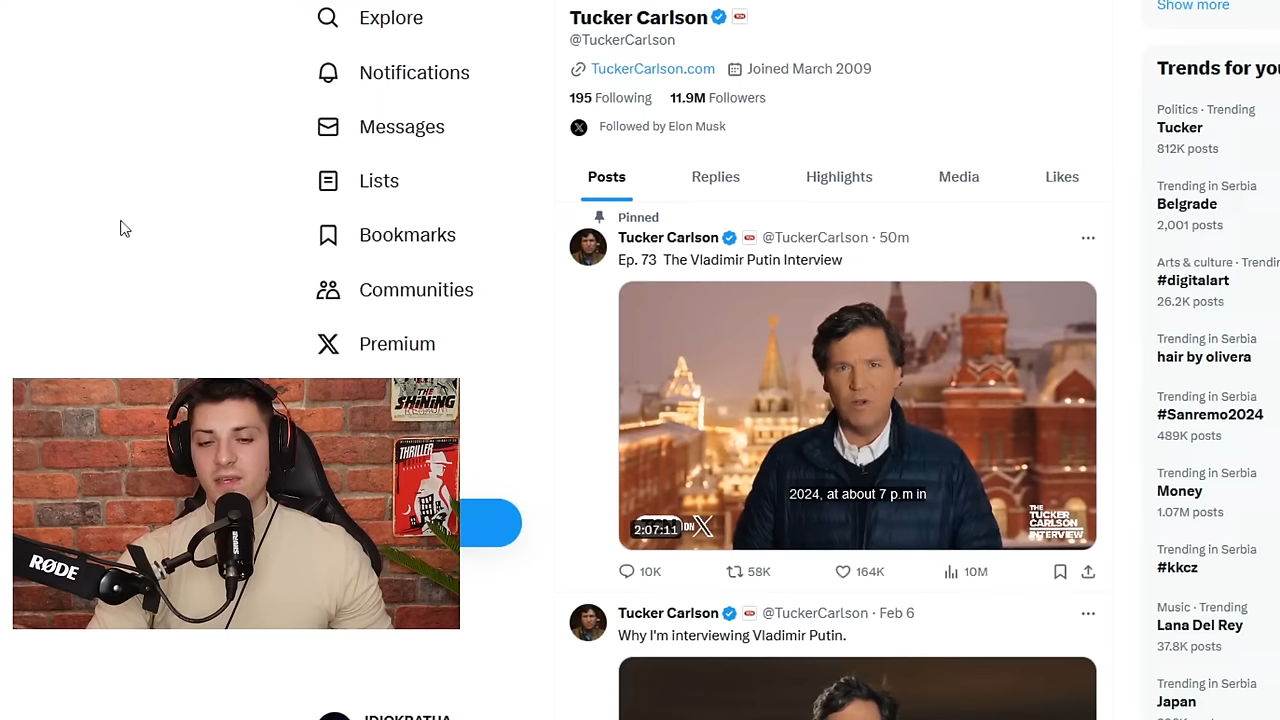 Explore
Notifications
Messages
Lists
Bookmarks
Communities
Premium
Tucker Carlson
@TuckerCarlson
TuckerCarlson.com Joined March 2009
195 Following 11.9M Followers
Followed by Elon Musk
Posts Replies Highlights Media Likes
Pinned
Tucker Carlson @TuckerCarlson · 50m
Ep. 73 The Vladimir Putin Interview
2024, at about 7 p.m in
2:07:11
THE
TUCKER
CARLSON
INTERVIEW
10K 58K 164K 10M
Tucker Carlson @TuckerCarlson · Feb 6
Why I'm interviewing Vladimir Putin.
Show more
Trends for you
Politics · Trending
Tucker
812K posts
Trending in Serbia
Belgrade
2,001 posts
Arts & culture · Trending
#digitalart
26.2K posts
Trending in Serbia
hair by olivera
Trending in Serbia
#Sanremo2024
489K posts
Trending in Serbia
Money
1.07M posts
Trending in Serbia
#kkcz
Music · Trending
Lana Del Rey
37.8K posts
Trending in Serbia
Japan
THE
SHINING
THRILLER
RØDE
SHURE